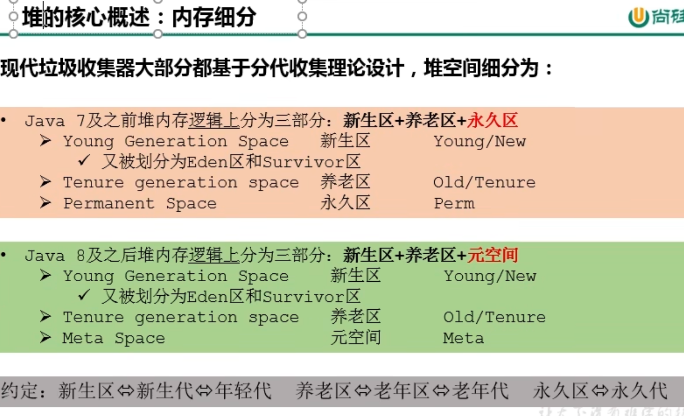 堆的核心概述：内存细分
尚硅
现代垃圾收集器大部分都基于分代收集理论设计，堆空间细分为：
• Java 7及之前堆内存逻辑上分为三部分：新生区+养老区+永久区
➤ Young Generation Space 新生区 Young/New
✓ 又被划分为Eden区和Survivor区
➤ Tenure generation space 养老区 Old/Tenure
➤ Permanent Space 永久区 Perm
• Java 8及之后堆内存逻辑上分为三部分：新生区+养老区+元空间
➤ Young Generation Space 新生区 Young/New
✓ 又被划分为Eden区和Survivor区
➤ Tenure generation space 养老区 Old/Tenure
➤ Meta Space 元空间 Meta
约定：新生区⇔新生代⇔年轻代 养老区⇔老年区⇔老年代 永久区⇔永久代